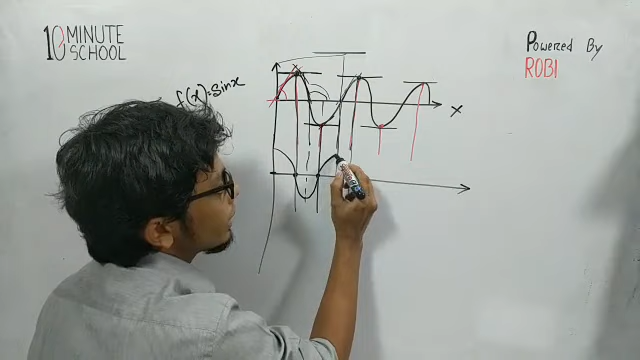 10 MINUTE
SCHOOL
Powered By
ROBI
f(x)=sinx
x